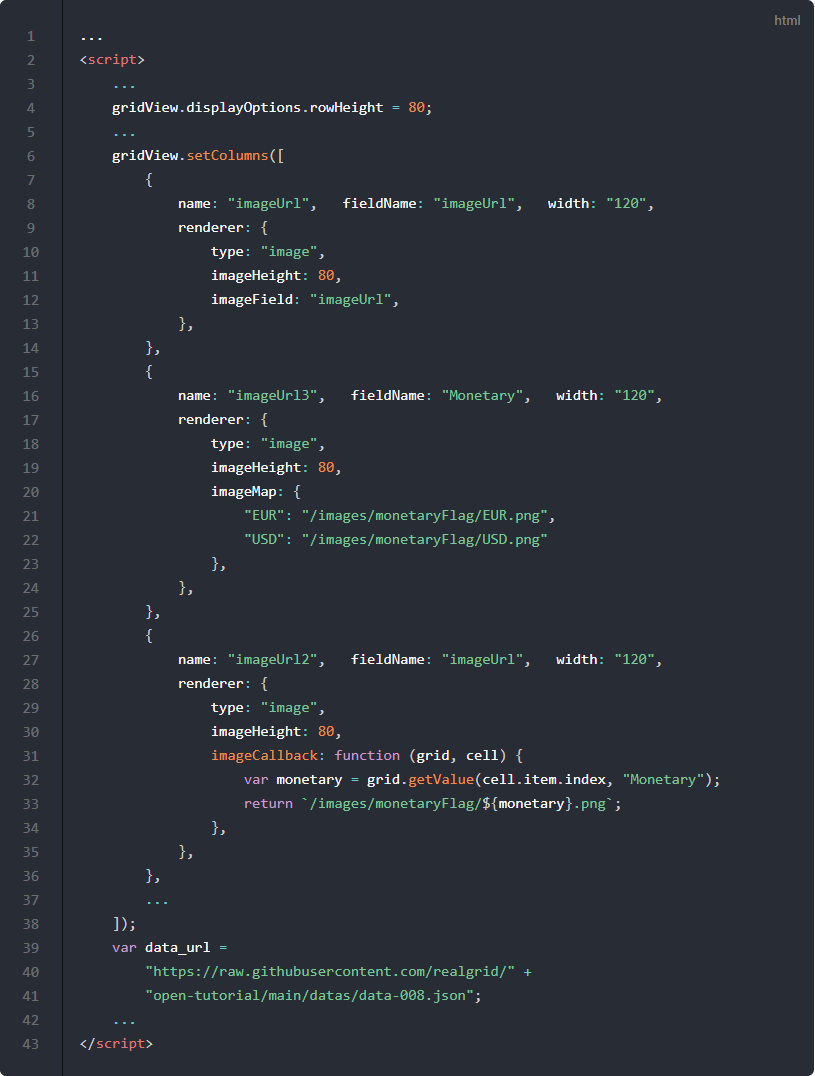 html
1 ...
2 <script>
3     ...
4     gridView.displayOptions.rowHeight = 80;
5     ...
6     gridView.setColumns([
7         {
8             name: "imageUrl",   fieldName: "imageUrl",   width: "120",
9             renderer: {
10                 type: "image",
11                 imageHeight: 80,
12                 imageField: "imageUrl",
13             },
14         },
15         {
16             name: "imageUrl3",   fieldName: "Monetary",   width: "120",
17             renderer: {
18                 type: "image",
19                 imageHeight: 80,
20                 imageMap: {
21                     "EUR": "/images/monetaryFlag/EUR.png",
22                     "USD": "/images/monetaryFlag/USD.png"
23                 },
24             },
25         },
26         {
27             name: "imageUrl2",   fieldName: "imageUrl",   width: "120",
28             renderer: {
29                 type: "image",
30                 imageHeight: 80,
31                 imageCallback: function (grid, cell) {
32                     var monetary = grid.getValue(cell.item.index, "Monetary");
33                     return `/images/monetaryFlag/${monetary}.png`;
34                 },
35             },
36         },
37         ...
38     ]);
39     var data_url =
40         "https://raw.githubusercontent.com/realgrid/" +
41         "open-tutorial/main/datas/data-008.json";
42     ...
43 </script>